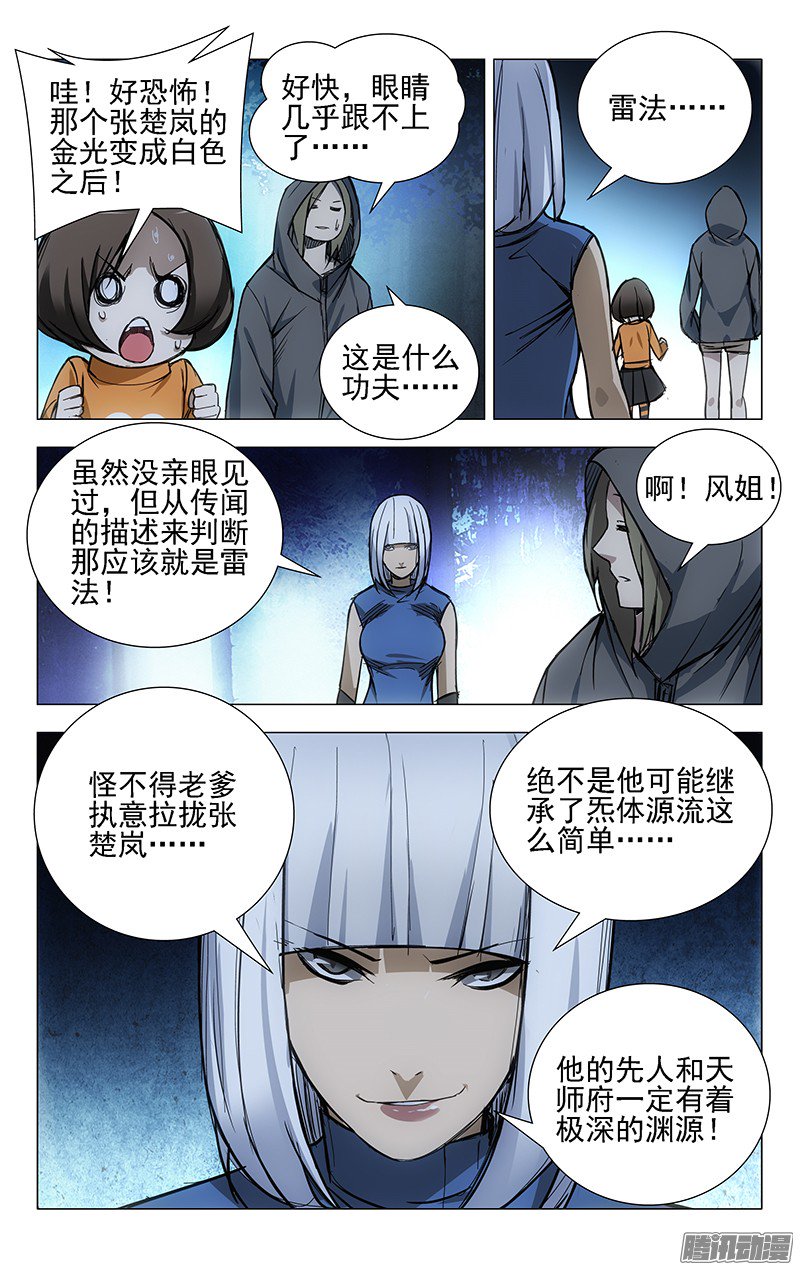 哇！好恐怖！
那个张楚岚的
金光变成白色
之后！
好快，眼睛
几乎跟不上
了……
这是什么
功夫……
雷法……
虽然没亲眼见
过，但从传闻
的描述来判断
那应该就是雷
法！
啊！风姐！
怪不得老爹
执意拉拢张
楚岚……
绝不是他可能继
承了炁体源流这
么简单……
他的先人和天
师府一定有着
极深的渊源！
腾讯动漫